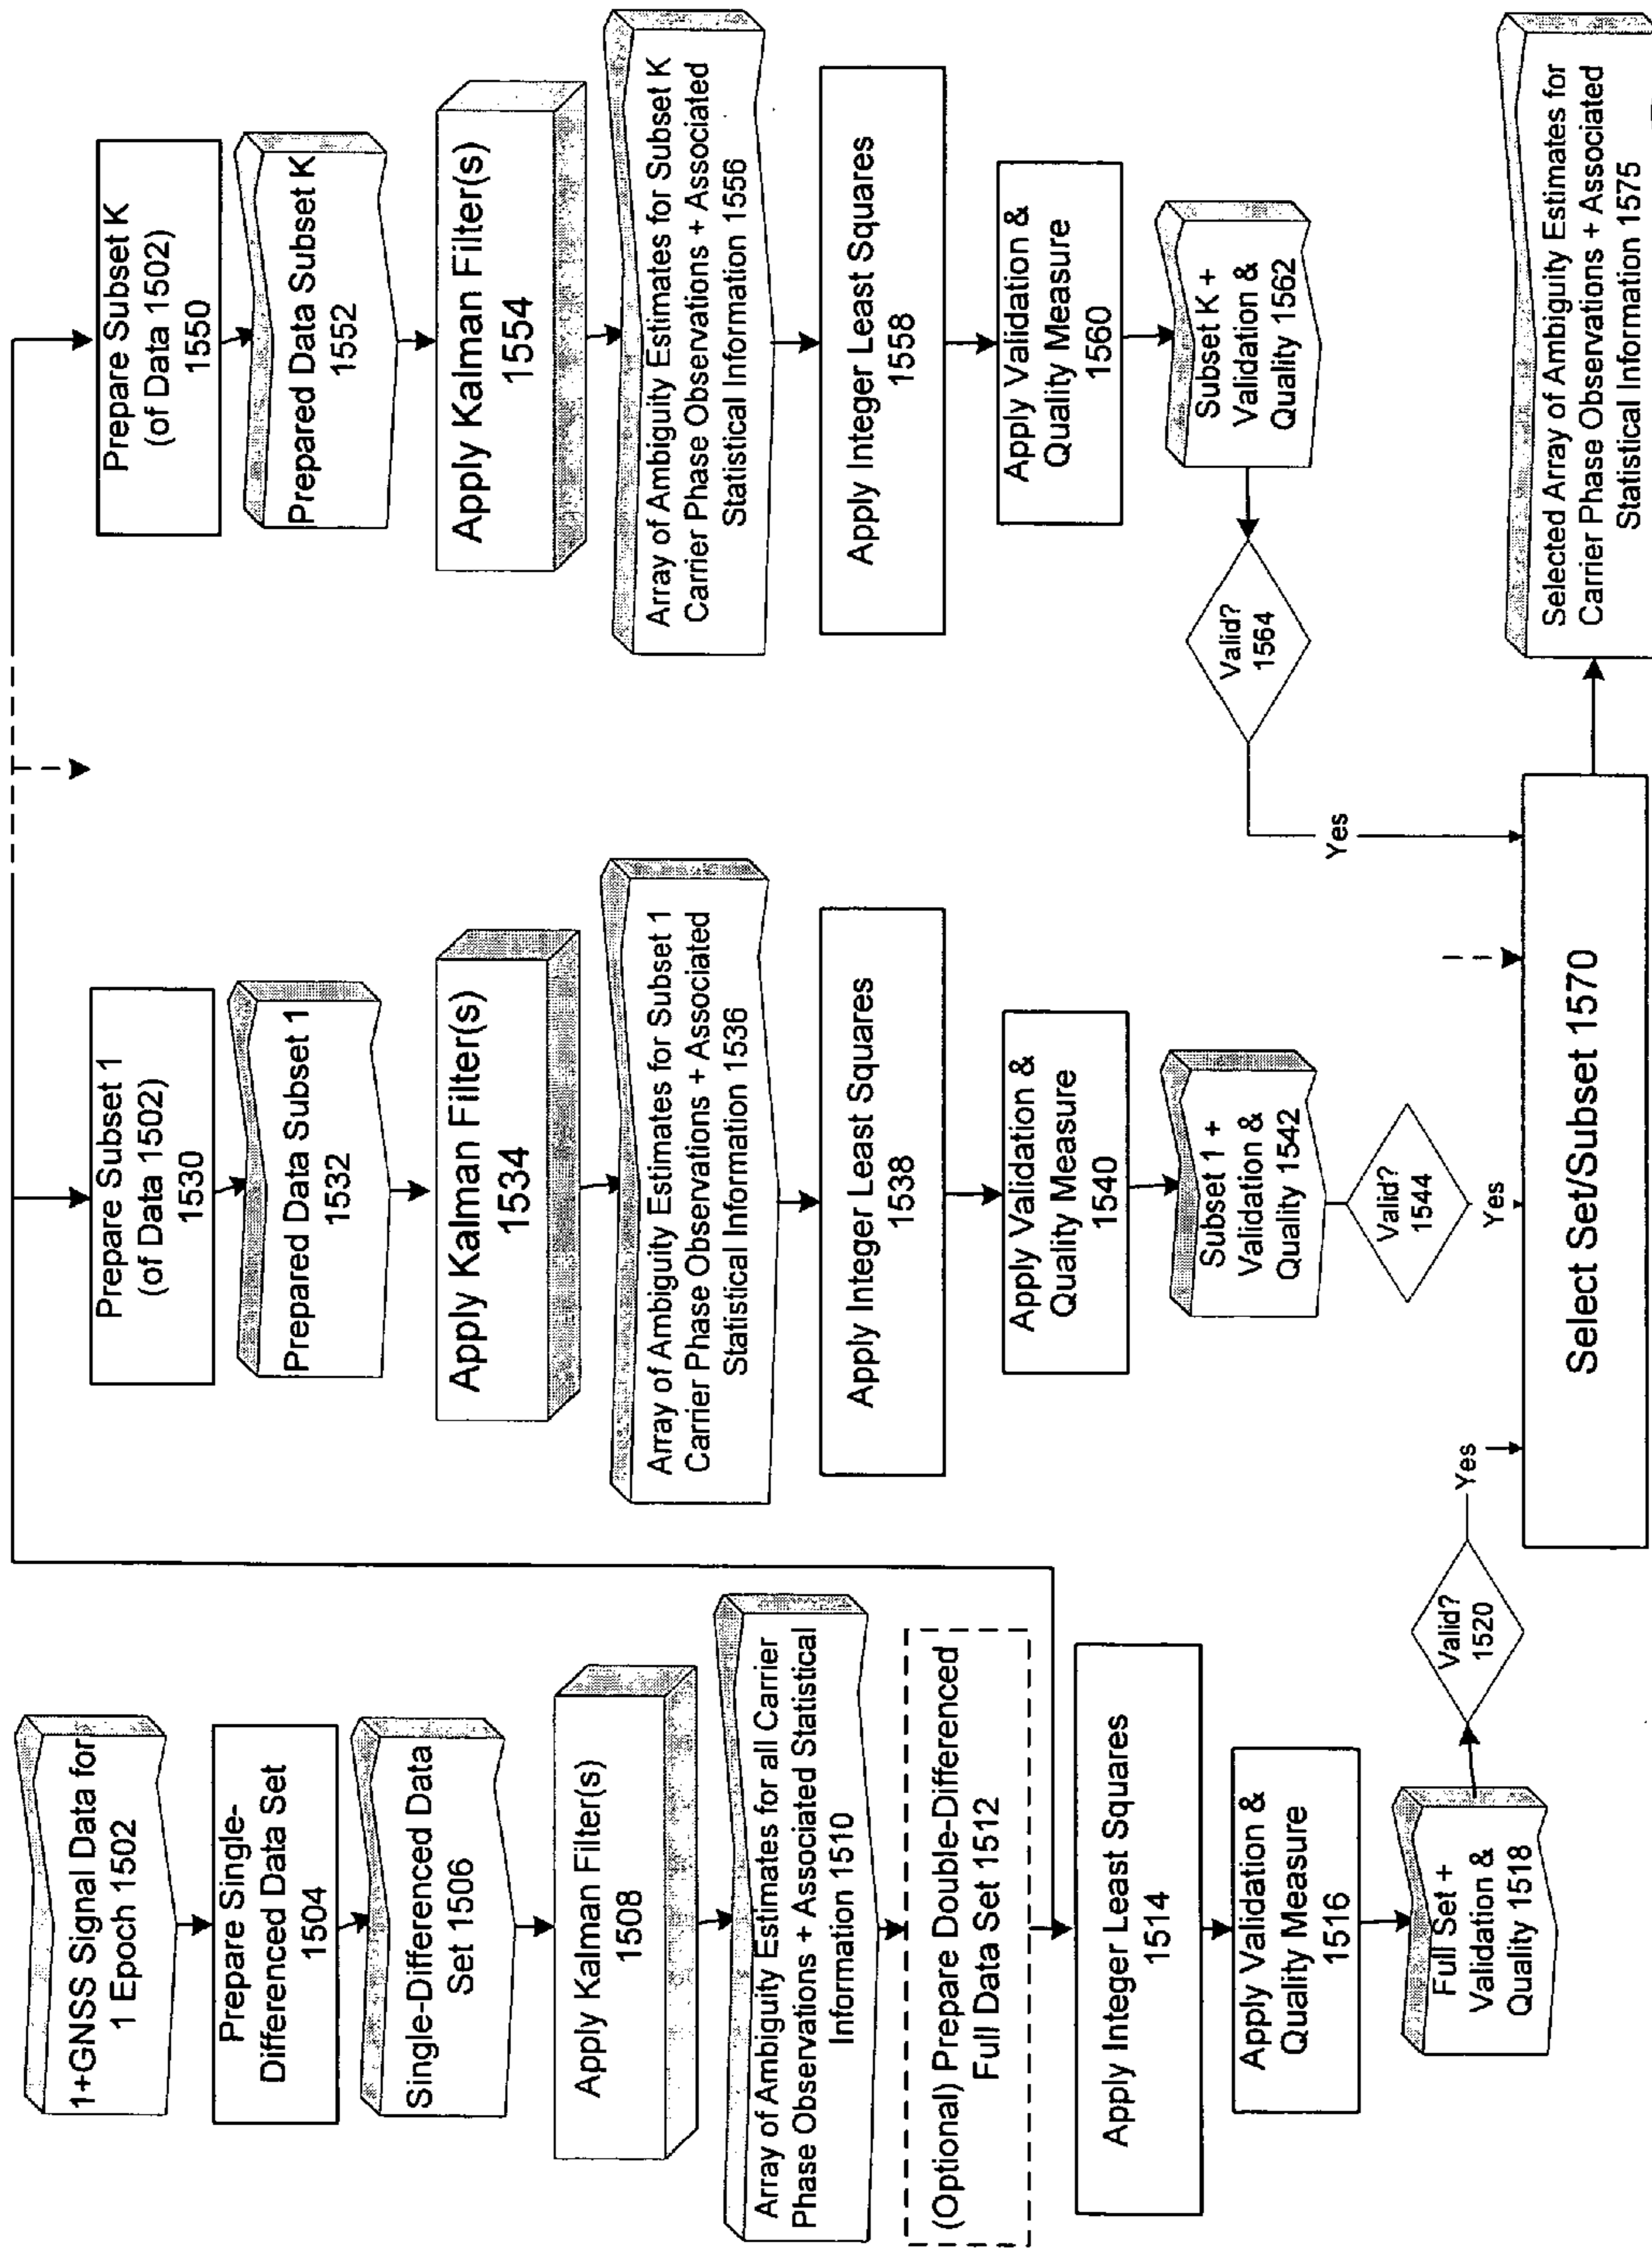 1+GNSS Signal Data for
1 Epoch 1502
Prepare Single-
Differenced Data Set
1504
Single-Differenced Data
Set 1506
Apply Kalman Filter(s)
1508
Array of Ambiguity Estimates for all Carrier
Phase Observations + Associated Statistical
Information 1510
(Optional) Prepare Double-Differenced
Full Data Set 1512
Apply Integer Least Squares
1514
Apply Validation &
Quality Measure
1516
Full Set +
Validation &
Quality 1518
Valid?
1520
Yes
Prepare Subset 1
(of Data 1502)
1530
Prepared Data Subset 1
1532
Apply Kalman Filter(s)
1534
Array of Ambiguity Estimates for Subset 1
Carrier Phase Observations + Associated
Statistical Information 1536
Apply Integer Least Squares
1538
Apply Validation &
Quality Measure
1540
Subset 1 +
Validation &
Quality 1542
Valid?
1544
Yes
Prepare Subset K
(of Data 1502)
1550
Prepared Data Subset K
1552
Apply Kalman Filter(s)
1554
Array of Ambiguity Estimates for Subset K
Carrier Phase Observations + Associated
Statistical Information 1556
Apply Integer Least Squares
1558
Apply Validation &
Quality Measure
1560
Subset K +
Validation &
Quality 1562
Valid?
1564
Yes
Select Set/Subset 1570
Selected Array of Ambiguity Estimates for
Carrier Phase Observations + Associated
Statistical Information 1575